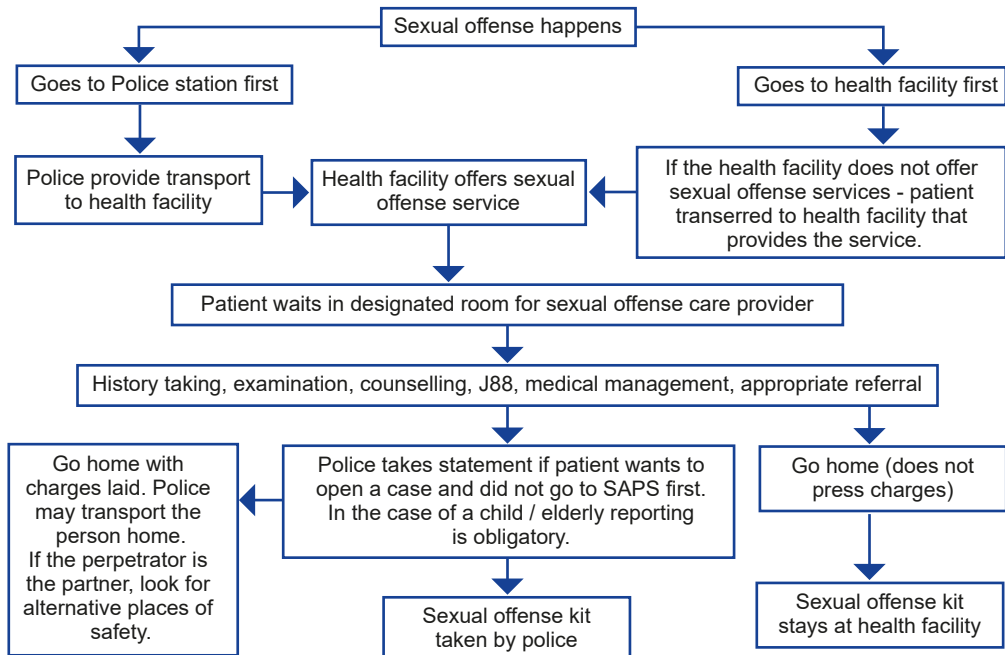 Sexual offense happens
Goes to Police station first
Goes to health facility first
Police provide transport
to health facility
Health facility offers sexual
offense service
If the health facility does not offer
sexual offense services - patient
transerred to health facility that
provides the service.
Patient waits in designated room for sexual offense care provider
History taking, examination, counselling, J88, medical management, appropriate referral
Go home with
charges laid. Police
may transport the
person home.
If the perpetrator is
the partner, look for
alternative places of
safety.
Police takes statement if patient wants to
open a case and did not go to SAPS first.
In the case of a child / elderly reporting
is obligatory.
Go home (does not
press charges)
Sexual offense kit
taken by police
Sexual offense kit
stays at health facility